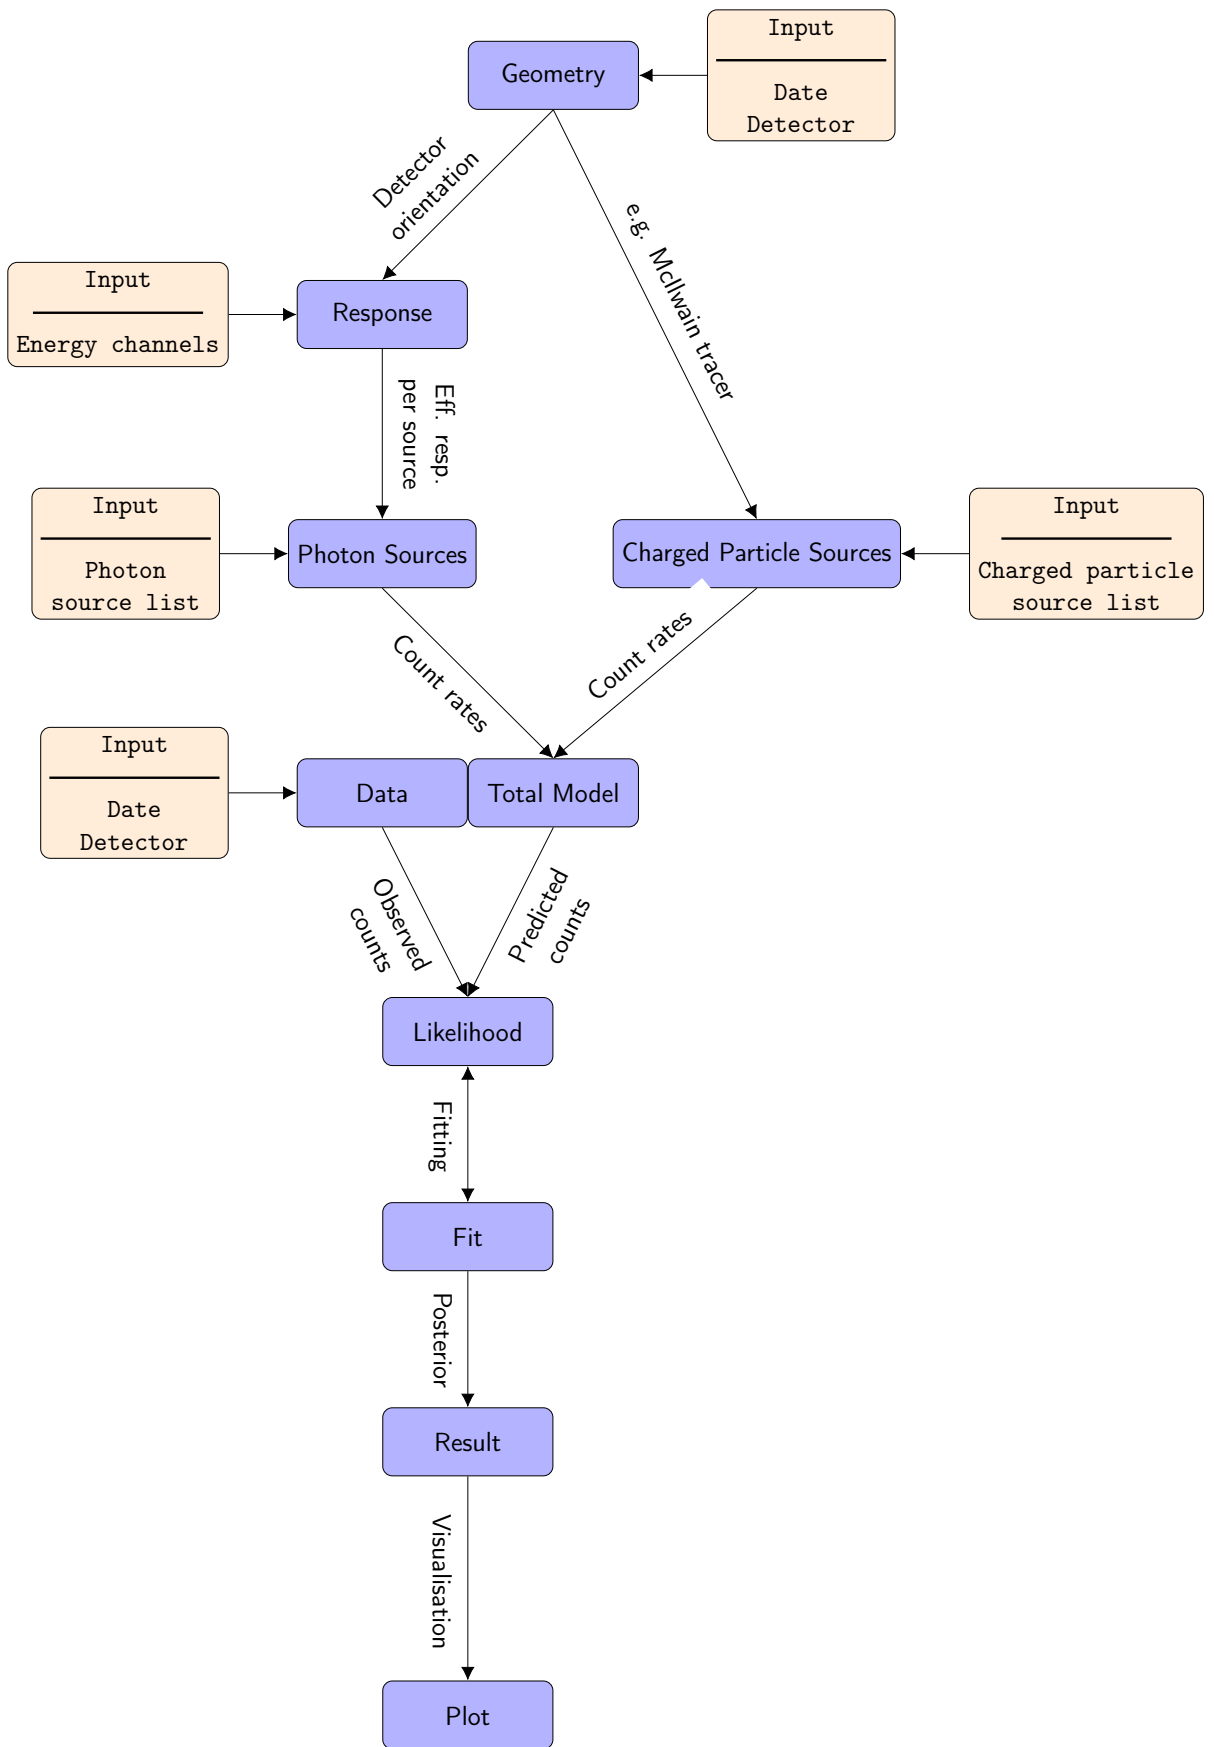 Input
Geometry
Date
Detector
Detector
orientation
e.g. McIlwain tracer
Input
Energy channels
Response
Eff. resp.
per source
Input
Photon
source list
Photon Sources
Charged Particle Sources
Input
Charged particle
source list
Count rates
Count rates
Input
Date
Detector
Data
Total Model
Observed
counts
Predicted
counts
Likelihood
Fitting
Fit
Posterior
Result
Visualisation
Plot